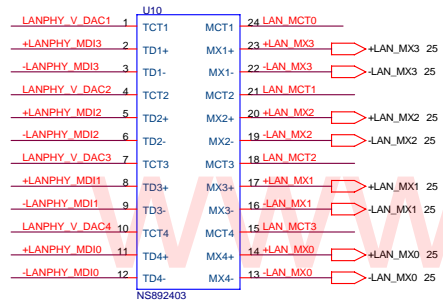 U10
LANPHY_V_DAC1 1 TCT1 MCT1 24 LAN_MCT0
+LANPHY_MDI3 2 TD1+ MX1+ 23 +LAN_MX3 +LAN_MX3 25
-LANPHY_MDI3 3 TD1- MX1- 22 -LAN_MX3 -LAN_MX3 25
LANPHY_V_DAC2 4 TCT2 MCT2 21 LAN_MCT1
+LANPHY_MDI2 5 TD2+ MX2+ 20 +LAN_MX2 +LAN_MX2 25
-LANPHY_MDI2 6 TD2- MX2- 19 -LAN_MX2 -LAN_MX2 25
LANPHY_V_DAC3 7 TCT3 MCT3 18 LAN_MCT2
+LANPHY_MDI1 8 TD3+ MX3+ 17 +LAN_MX1 +LAN_MX1 25
-LANPHY_MDI1 9 TD3- MX3- 16 -LAN_MX1 -LAN_MX1 25
LANPHY_V_DAC4 10 TCT4 MCT4 15 LAN_MCT3
+LANPHY_MDI0 11 TD4+ MX4+ 14 +LAN_MX0 +LAN_MX0 25
-LANPHY_MDI0 12 TD4- MX4- 13 -LAN_MX0 -LAN_MX0 25
NS892403
WWW